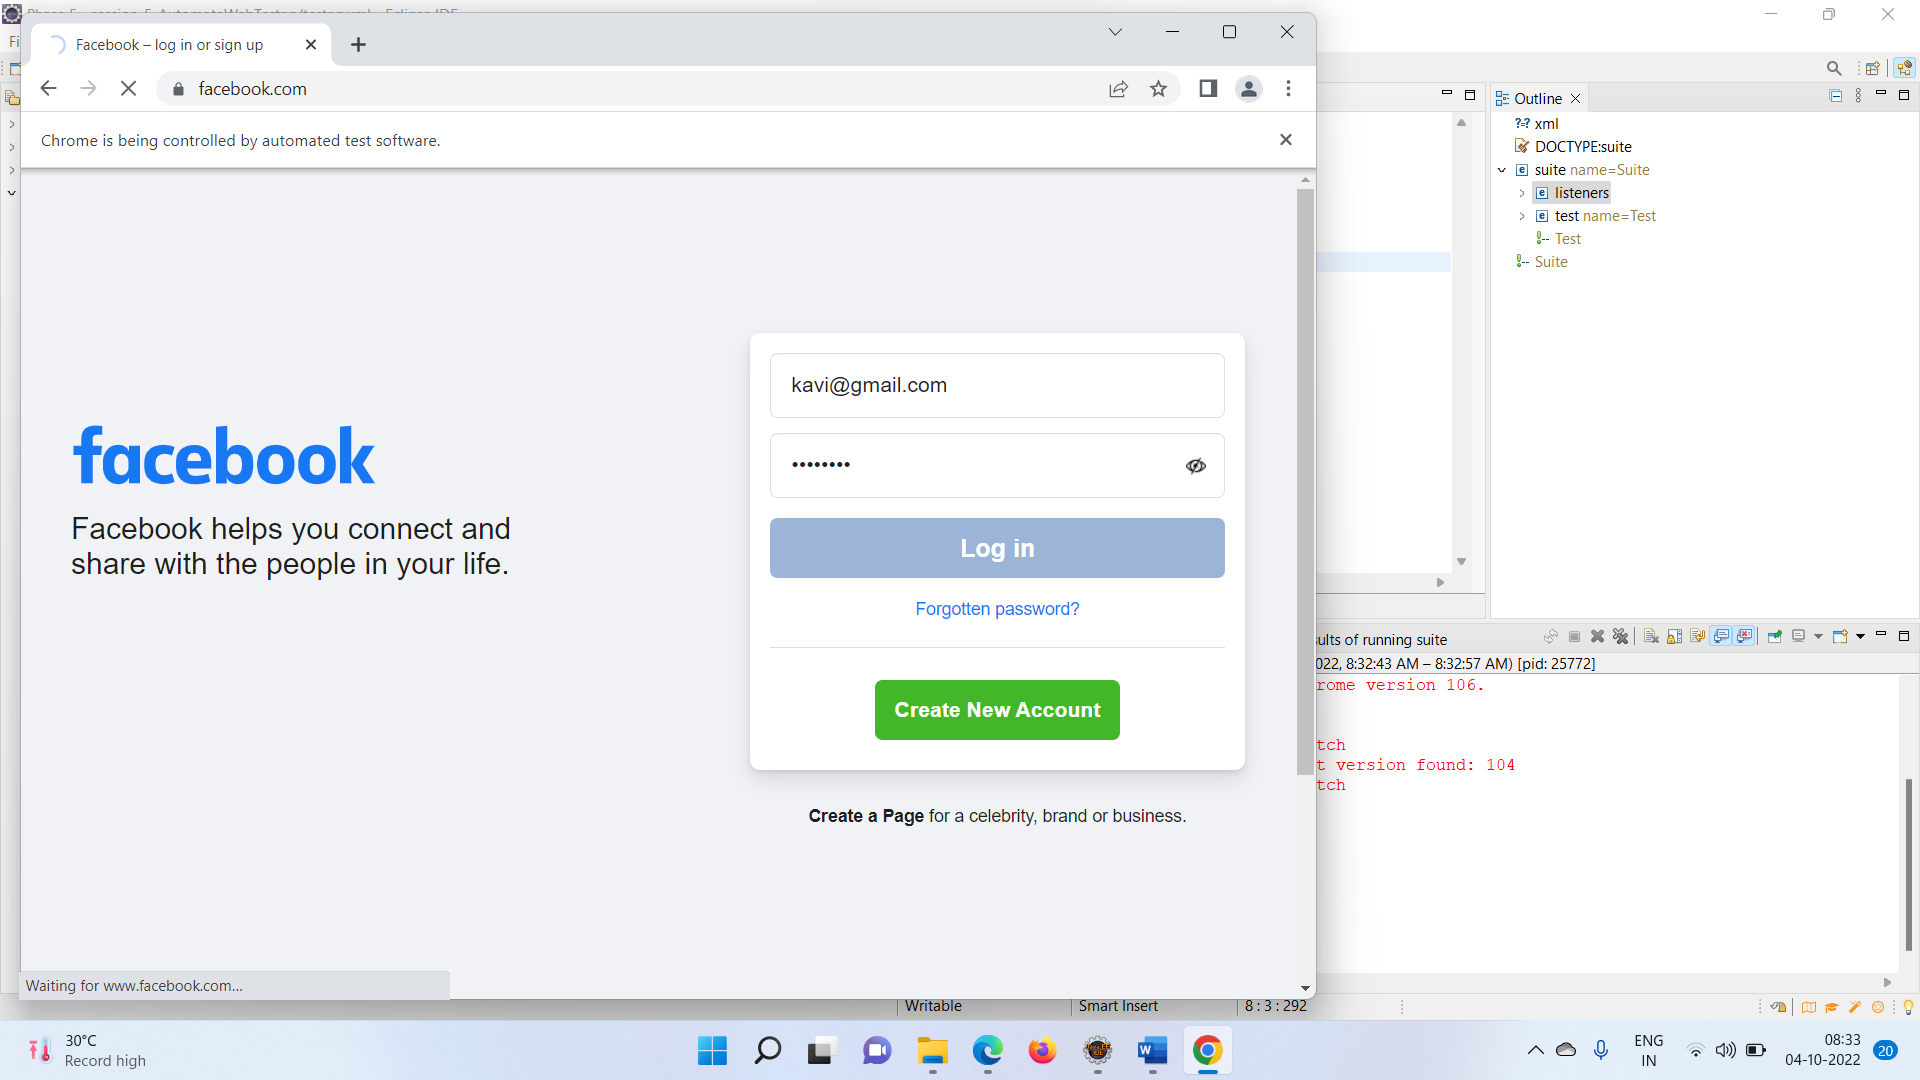 Facebook – log in or sign up
facebook.com
Chrome is being controlled by automated test software.
facebook
Facebook helps you connect and
share with the people in your life.
kavi@gmail.com
••••••••
Log in
Forgotten password?
Create New Account
Create a Page for a celebrity, brand or business.
Waiting for www.facebook.com...
Fi
Outline
?-? xml
DOCTYPE:suite
suite name=Suite
listeners
test name=Test
Test
Suite
ults of running suite
022, 8:32:43 AM – 8:32:57 AM) [pid: 25772]
rome version 106.
tch
t version found: 104
tch
Writable
Smart Insert
8 : 3 : 292
30°C
Record high
ENG
IN
08:33
04-10-2022
20